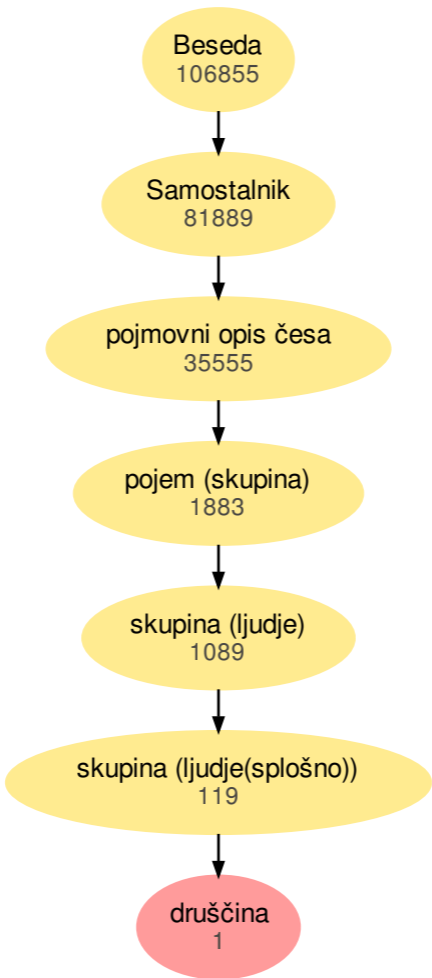 Beseda
106855
Samostalnik
81889
pojmovni opis česa
35555
pojem (skupina)
1883
skupina (ljudje)
1089
skupina (ljudje(splošno))
119
druščina
1